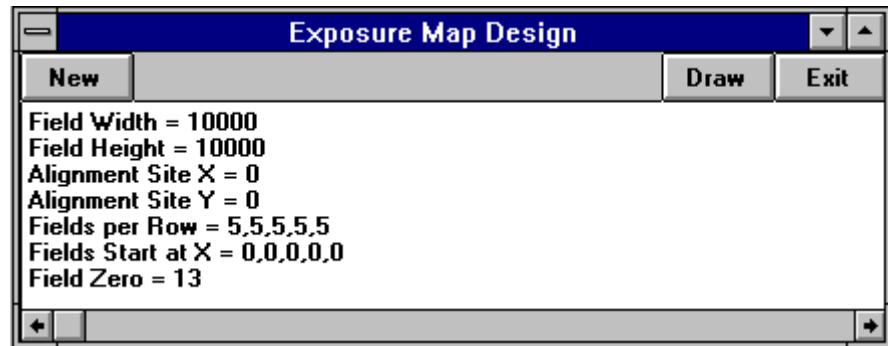 Exposure Map Design
New Draw Exit
Field Width = 10000
Field Height = 10000
Alignment Site X = 0
Alignment Site Y = 0
Fields per Row = 5,5,5,5,5
Fields Start at X = 0,0,0,0,0
Field Zero = 13